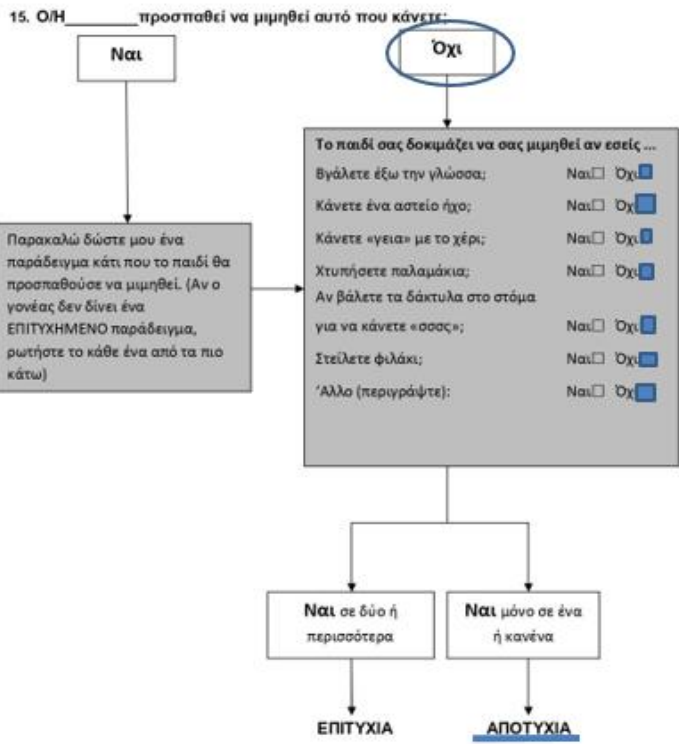 15. Ο/Η_________προσπαθεί να μιμηθεί αυτό που κάνετε;
Ναι
Όχι
Παρακαλώ δώστε μου ένα
παράδειγμα κάτι που το παιδί θα
προσπαθούσε να μιμηθεί. (Αν ο
γονέας δεν δίνει ένα
ΕΠΙΤΥΧΗΜΕΝΟ παράδειγμα,
ρωτήστε το κάθε ένα από τα πιο
κάτω)
Το παιδί σας δοκιμάζει να σας μιμηθεί αν εσείς ...
Βγάλετε έξω την γλώσσα; Ναι☐ Όχι
Κάνετε ένα αστείο ήχο; Ναι☐ Όχι
Κάνετε «γεια» με το χέρι; Ναι☐ Όχι
Χτυπήσετε παλαμάκια; Ναι☐ Όχι
Αν βάλετε τα δάκτυλα στο στόμα
για να κάνετε «σσσς»; Ναι☐ Όχι
Στείλετε φιλάκι; Ναι☐ Όχι
'Αλλο (περιγράψτε): Ναι☐ Όχι
Ναι σε δύο ή
περισσότερα
Ναι μόνο σε ένα
ή κανένα
ΕΠΙΤΥΧΙΑ
ΑΠΟΤΥΧΙΑ